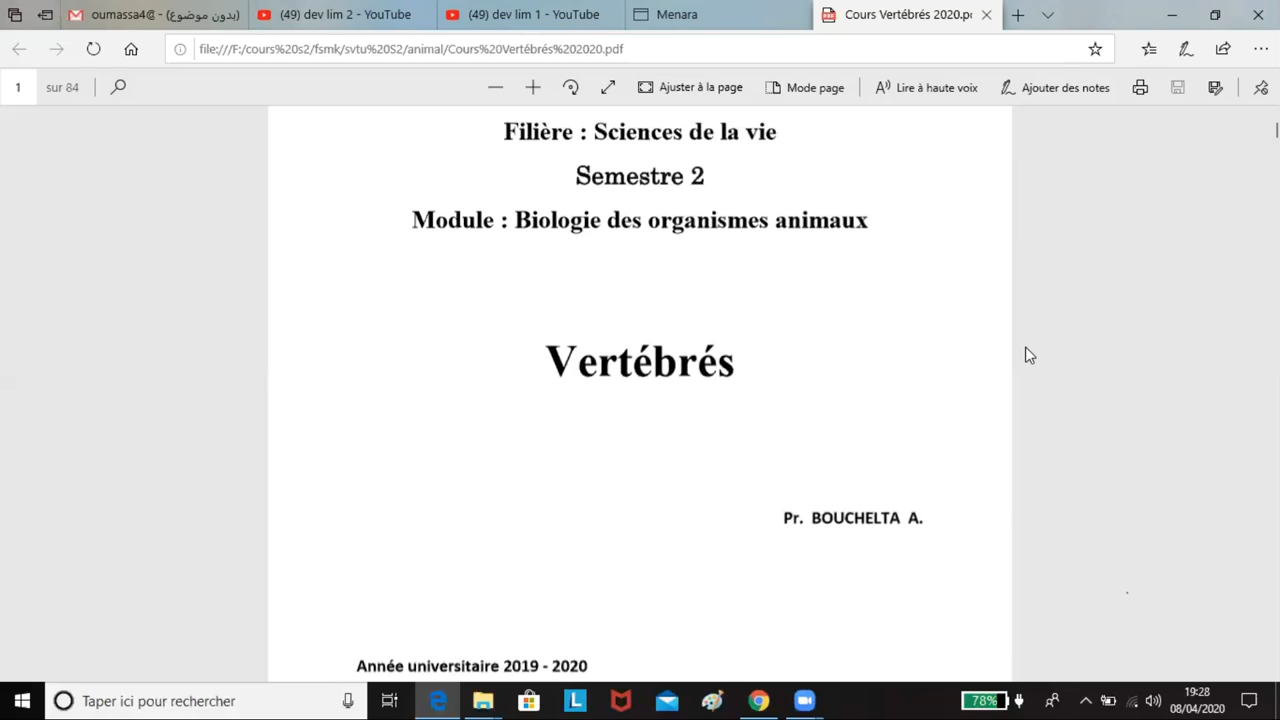 oumassa4@ - (بدون موضوع)
(49) dev lim 2 - YouTube
(49) dev lim 1 - YouTube
Menara
Cours Vertébrés 2020.p
file:///F:/cours%20s2/fsmk/svtu%20S2/animal/Cours%20Vertébrés%202020.pdf
1 sur 84
Ajuster à la page
Mode page
Lire à haute voix
Ajouter des notes
Filière : Sciences de la vie
Semestre 2
Module : Biologie des organismes animaux
Vertébrés
Pr. BOUCHELTA A.
Année universitaire 2019 - 2020
Taper ici pour rechercher
78%
19:28
08/04/2020